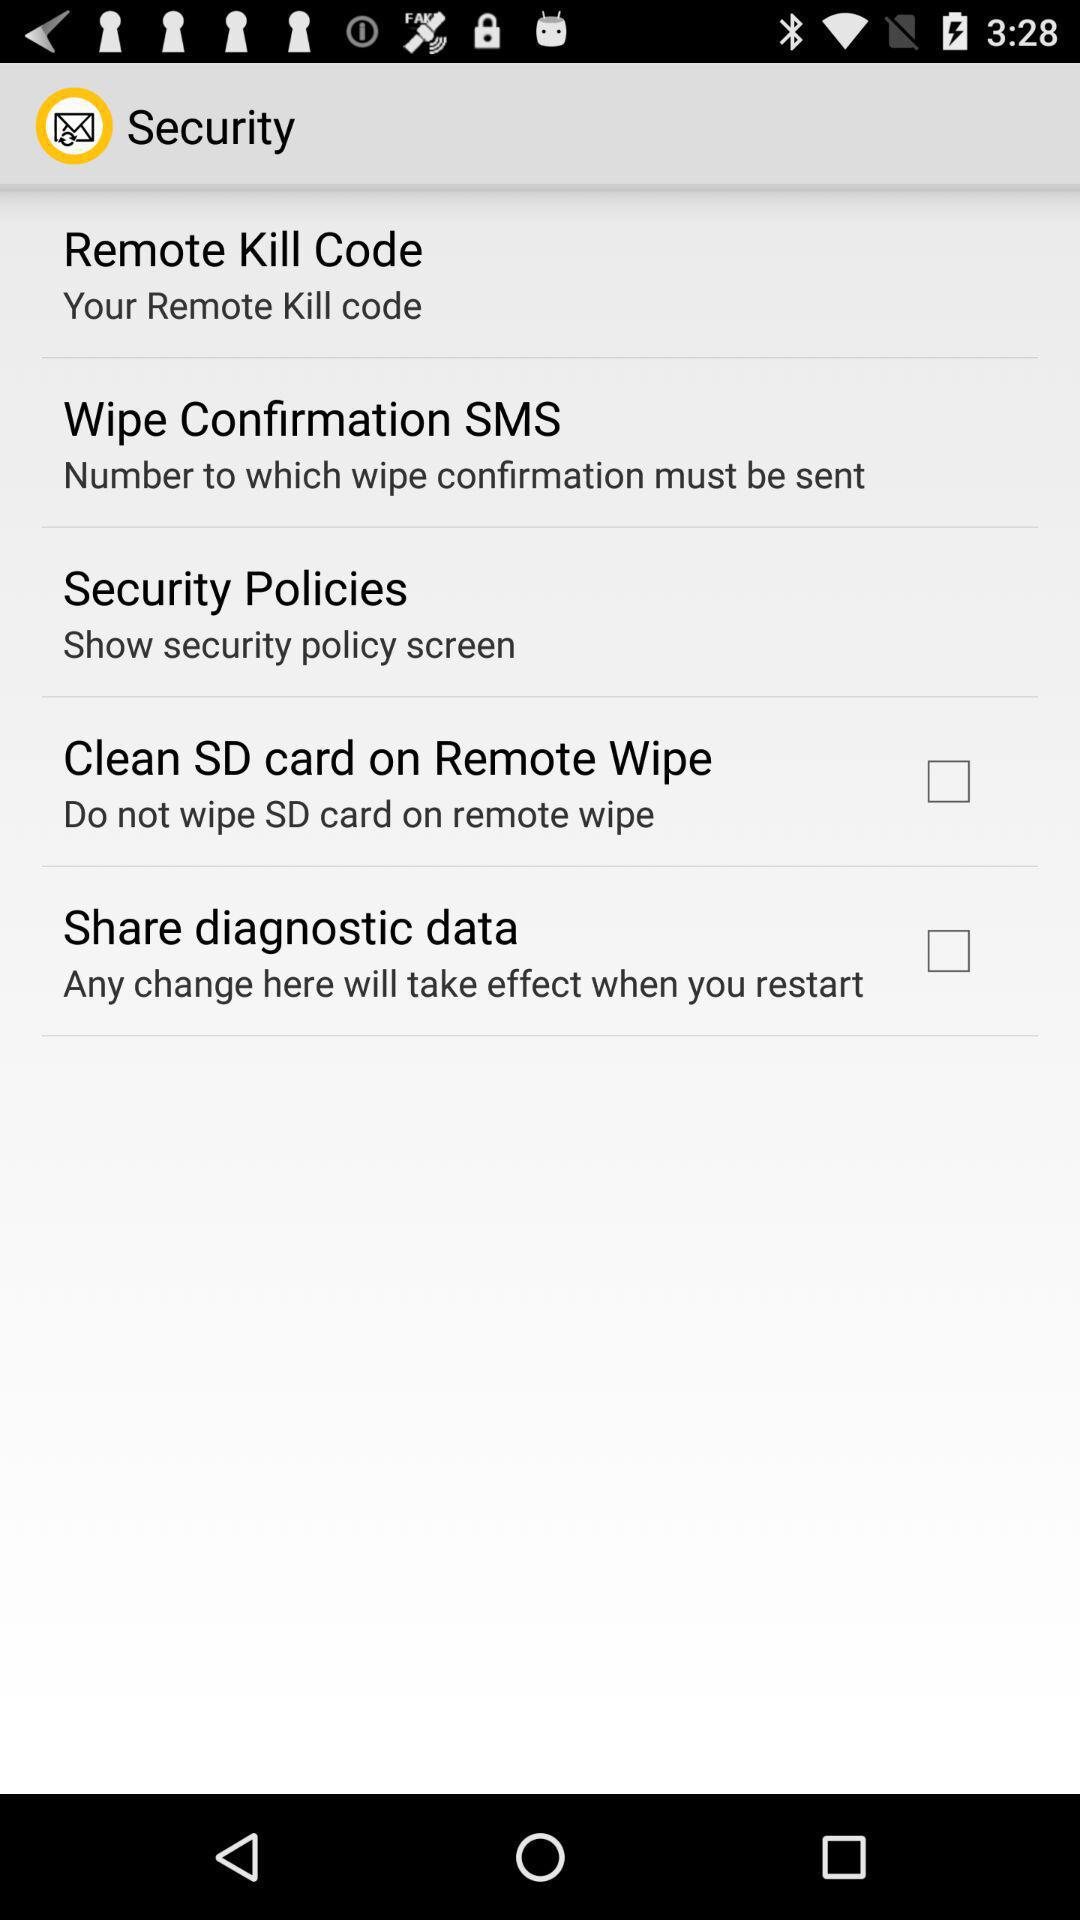 FAKE
3:28
Security
Remote Kill Code
Your Remote Kill code
Wipe Confirmation SMS
Number to which wipe confirmation must be sent
Security Policies
Show security policy screen
Clean SD card on Remote Wipe
Do not wipe SD card on remote wipe
Share diagnostic data
Any change here will take effect when you restart